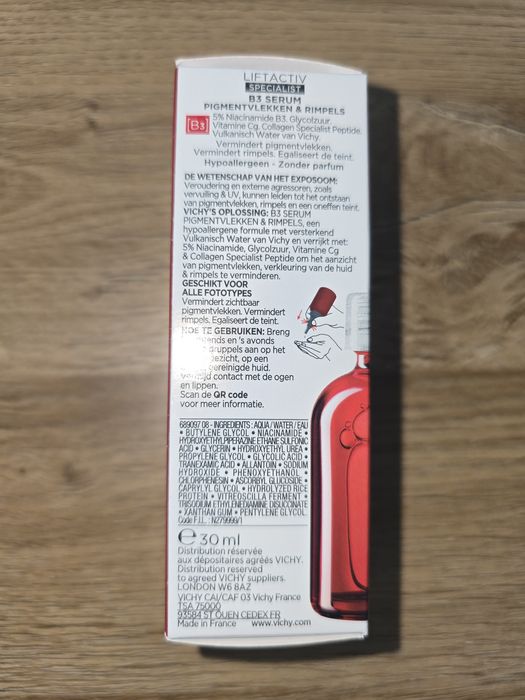 LIFTACTIV
SPECIALIST
B3 SERUM
PIGMENTVLEKKEN & RIMPELS
[B3]
5% Niacinamide B3, Glycolzuur,
Vitamine Cg, Collagen Specialist Peptide,
Vulkanisch Water van Vichy.
Vermindert pigmentvlekken.
Vermindert rimpels. Egaliseert de teint.
Hypoallergeen - Zonder parfum
DE WETENSCHAP VAN HET EXPOSOOM:
Veroudering en externe agressoren, zoals
vervuiling & UV, kunnen leiden tot het ontstaan
van pigmentvlekken, rimpels en een oneffen teint.
VICHY'S OPLOSSING: B3 SERUM
PIGMENTVLEKKEN & RIMPELS, een
hypoallergene formule met versterkend
Vulkanisch Water van Vichy en verrijkt met:
5% Niacinamide, Glycolzuur, Vitamine Cg
& Collagen Specialist Peptide om het aanzicht
van pigmentvlekken, verkleuring van de huid
& rimpels te verminderen.
GESCHIKT VOOR
ALLE FOTOTYPES
Vermindert zichtbaar
pigmentvlekken. Vermindert
rimpels. Egaliseert de teint.
HOE TE GEBRUIKEN: Breng
en 's avonds
druppels aan op het
gezicht, op een
gereinigde huid.
contact met de ogen
en lippen.
Scan de QR code
voor meer informatie.
689097 08 - INGREDIENTS: AQUA / WATER / EAU
• BUTYLENE GLYCOL • NIACINAMIDE •
HYDROXYETHYLPIPERAZINE ETHANE SULFONIC
ACID • GLYCERIN • HYDROXYETHYL UREA •
PROPYLENE GLYCOL • GLYCOLIC ACID •
TRANEXAMIC ACID • ALLANTOIN • SODIUM
HYDROXIDE • PHENOXYETHANOL •
CHLORPHENESIN • ASCORBYL GLUCOSIDE •
CAPRYLYL GLYCOL • HYDROLYZED RICE
PROTEIN • VITREOSCILLA FERMENT •
TRISODIUM ETHYLENEDIAMINE DISUCCINATE
• XANTHAN GUM • PENTYLENE GLYCOL.
Code F.I.L. : N279999/1
℮ 30 ml
Distribution réservée
aux dépositaires agréés VICHY.
Distribution reserved
to agreed VICHY suppliers.
LONDON W6 8AZ
VICHY CAI/CAF 03 Vichy France
TSA 75000
93584 ST OUEN CEDEX FR
Made in France www.vichy.com